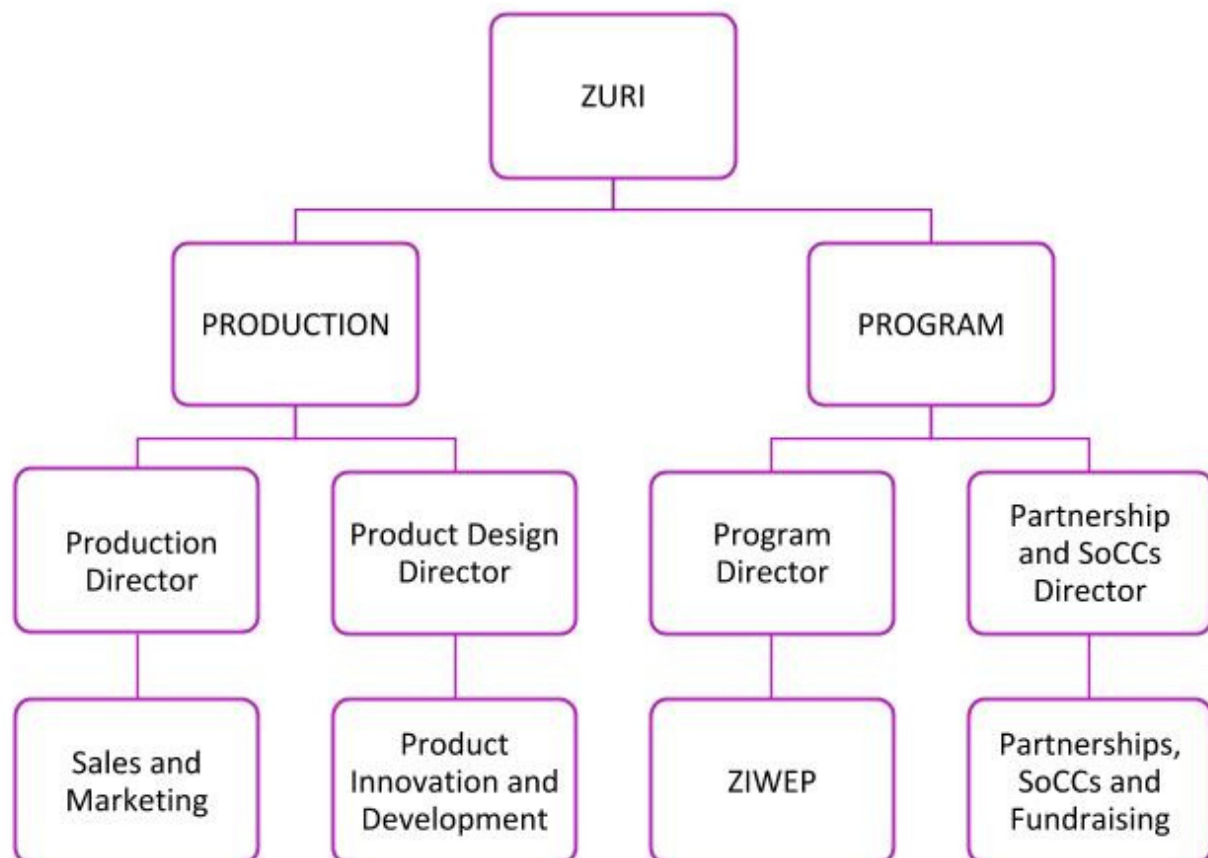 ZURI
PRODUCTION
PROGRAM
Production
Director
Product Design
Director
Program
Director
Partnership
and SoCCs
Director
Sales and
Marketing
Product
Innovation and
Development
ZIWEP
Partnerships,
SoCCs and
Fundraising